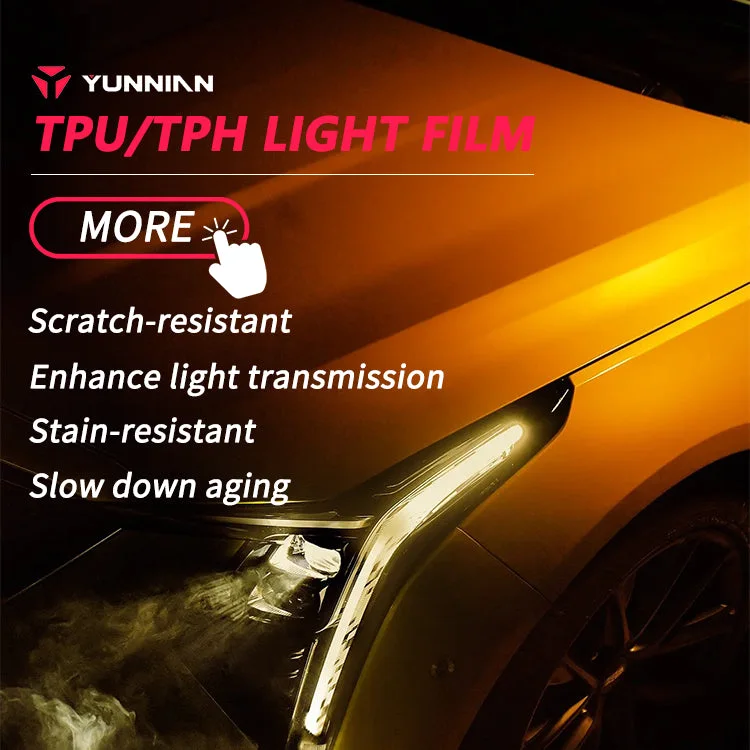 YUNNIAN
TPU/TPH LIGHT FILM
MORE
Scratch-resistant
Enhance light transmission
Stain-resistant
Slow down aging